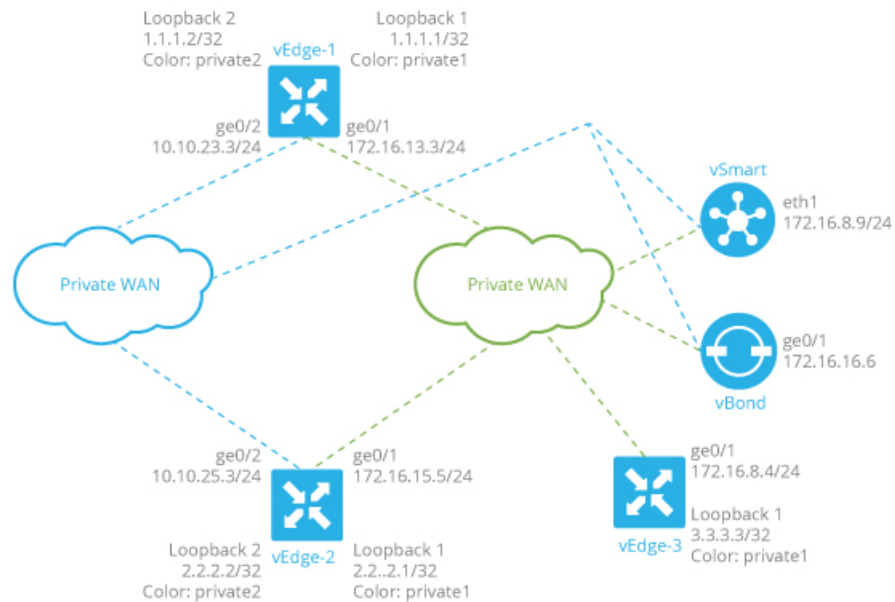 Loopback 2
1.1.1.2/32
Color: private2
Loopback 1
1.1.1.1/32
Color: private1
vEdge-1
ge0/2
10.10.23.3/24
ge0/1
172.16.13.3/24
vSmart
eth1
172.16.8.9/24
Private WAN
Private WAN
ge0/1
172.16.16.6
vBond
ge0/2
10.10.25.3/24
ge0/1
172.16.15.5/24
ge0/1
172.16.8.4/24
Loopback 2
2.2.2.2/32
Color: private2
vEdge-2
Loopback 1
2.2..2.1/32
Color: private1
vEdge-3
Loopback 1
3.3.3.3/32
Color: private1